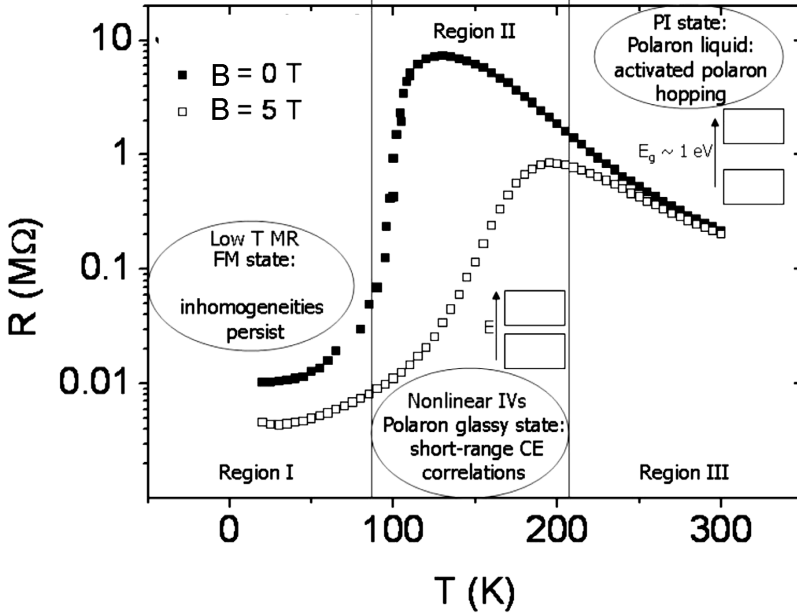 10
1
0.1
0.01
R (MΩ)
Region II
B = 0 T
B = 5 T
PI state:
Polaron liquid:
activated polaron
hopping
E_g ~ 1 eV
Low T MR
FM state:
inhomogeneities
persist
E
Nonlinear IVs
Polaron glassy state:
short-range CE
correlations
Region I
Region III
0
100
200
300
T (K)